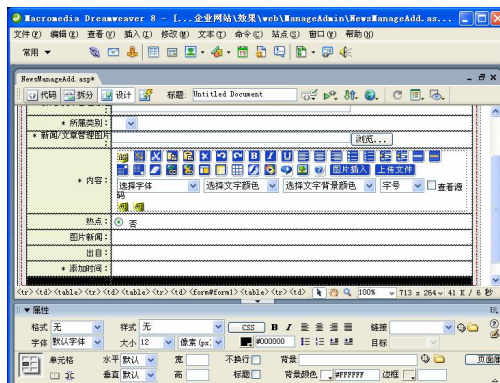 Macromedia Dreamweaver 8 - [...企业网站\效果\web\ManageAdmin\NewsManageAdd.as...
文件(F) 编辑(E) 查看(V) 插入(I) 修改(M) 文本(T) 命令(C) 站点(S) 窗口(W) 帮助(H)
常用
NewsManageAdd.asp*
代码 拆分 设计 标题: Untitled Document
* 所属类别:
* 新闻/文章管理图片: 浏览...
图片插入 上传文件
* 内容: 选择字体 选择文字颜色 选择文字背景颜色 字号 查看源码
热点: 否
图片新闻:
出自:
* 添加时间:
<tr> <td> <table> <tr> <td> <table> <tr> <td> <form#form1> <table> <tr> <td> 100% 713 x 264 41 K / 6 秒
属性
格式 无 样式 无 CSS B I 链接
字体 默认字体 大小 12 像素(px) #000000 目标
单元格 水平 默认 宽 不换行 背景
垂直 默认 高 标题 背景颜色 #FFFFFF 边框